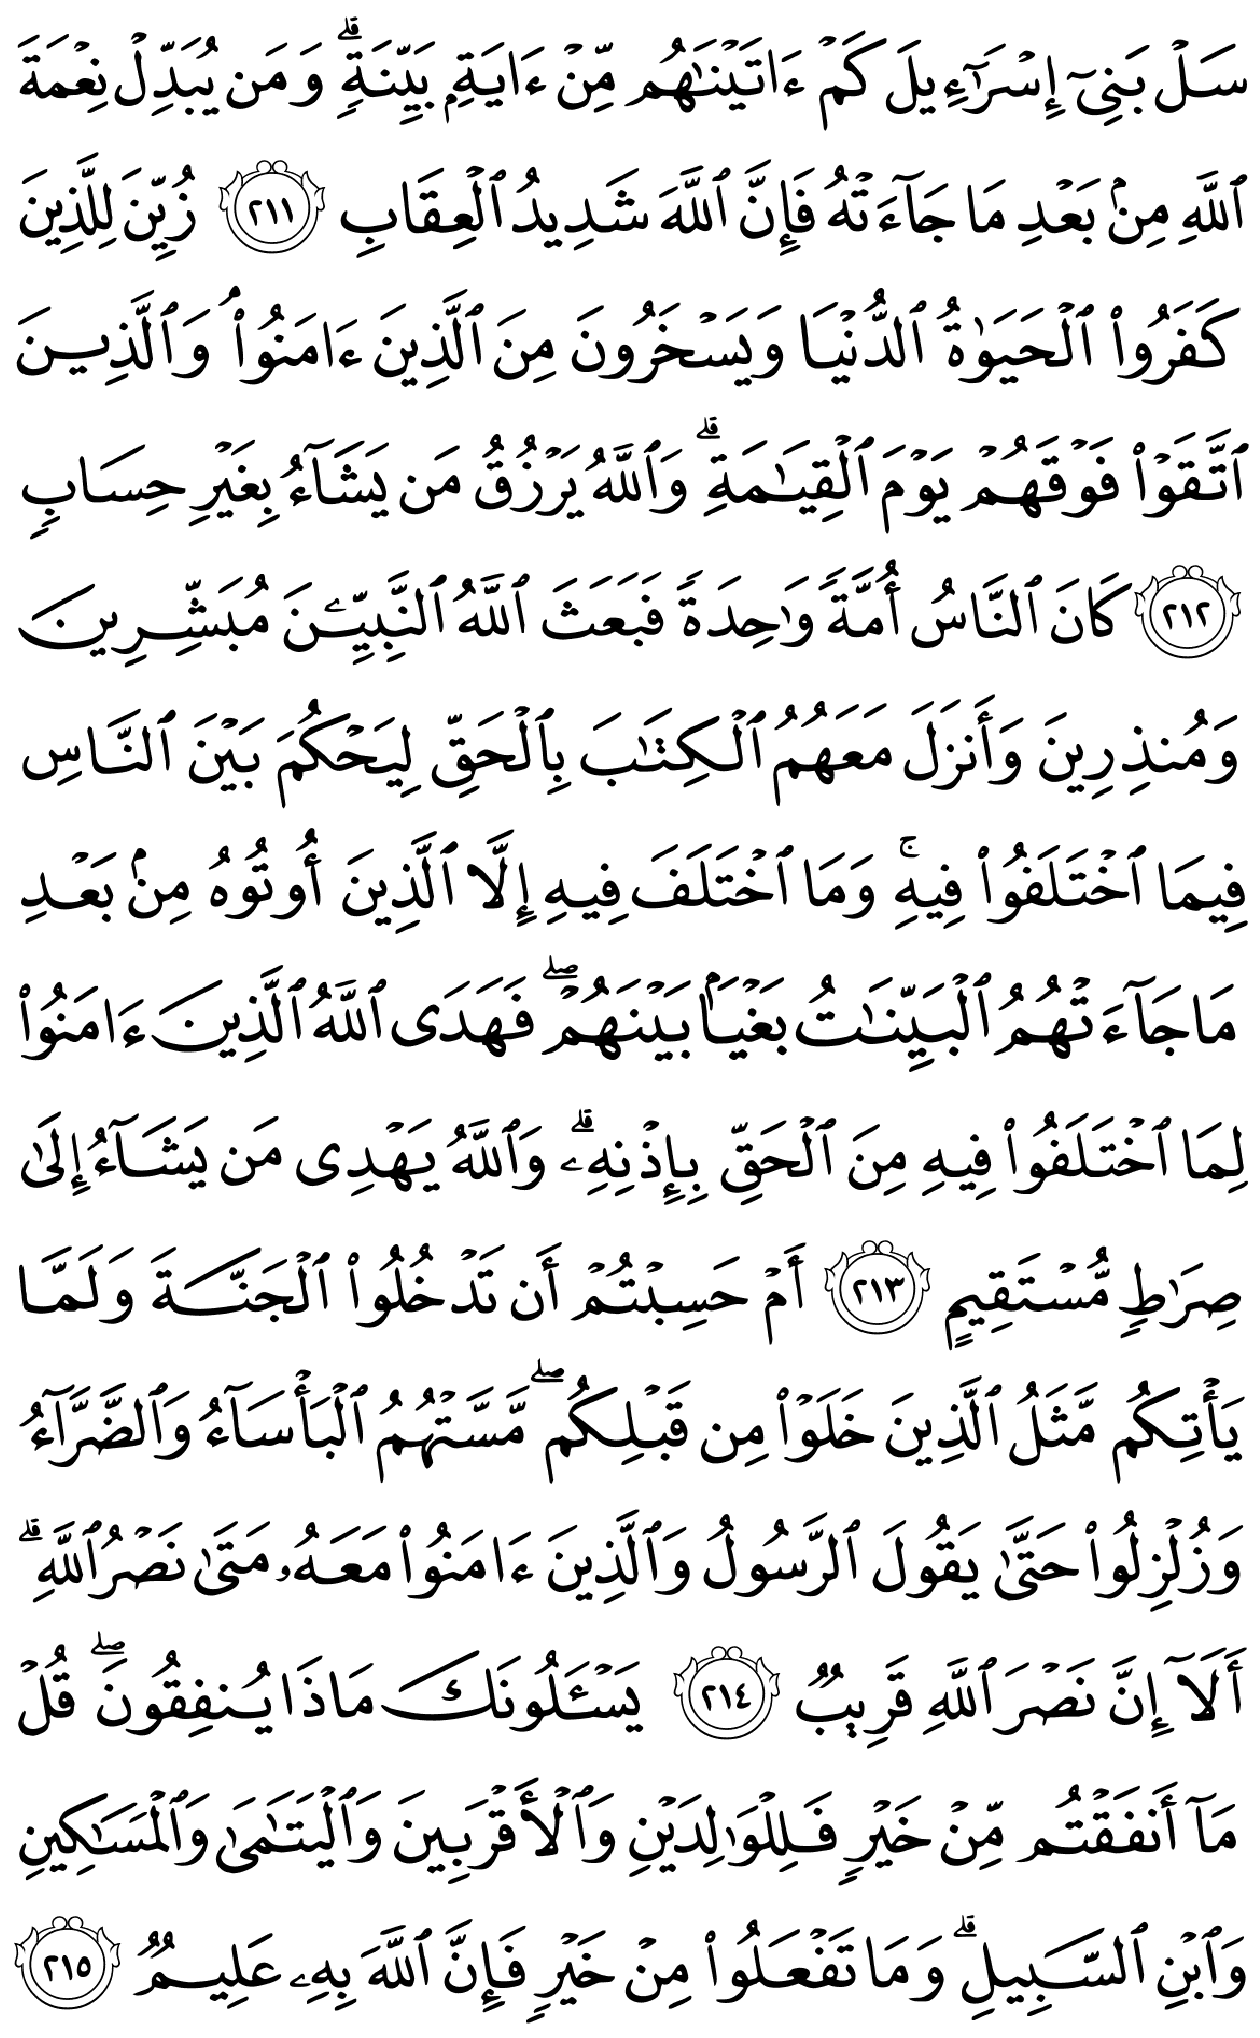 سَلْ بَنِىٓ إِسْرَٰٓءِيلَ كَمْ ءَاتَيْنَٰهُم مِّنْ ءَايَةٍۭ بَيِّنَةٍۗ وَمَن يُبَدِّلْ نِعْمَةَ
ٱللَّهِ مِنۢ بَعْدِ مَا جَآءَتْهُ فَإِنَّ ٱللَّهَ شَدِيدُ ٱلْعِقَابِ ٢١١ زُيِّنَ لِلَّذِينَ
كَفَرُوا۟ ٱلْحَيَوٰةُ ٱلدُّنْيَا وَيَسْخَرُونَ مِنَ ٱلَّذِينَ ءَامَنُوا۟ۘ وَٱلَّذِينَ
ٱتَّقَوْا۟ فَوْقَهُمْ يَوْمَ ٱلْقِيَٰمَةِۗ وَٱللَّهُ يَرْزُقُ مَن يَشَآءُ بِغَيْرِ حِسَابٍ
٢١٢ كَانَ ٱلنَّاسُ أُمَّةً وَٰحِدَةً فَبَعَثَ ٱللَّهُ ٱلنَّبِيِّۦنَ مُبَشِّرِينَ
وَمُنذِرِينَ وَأَنزَلَ مَعَهُمُ ٱلْكِتَٰبَ بِٱلْحَقِّ لِيَحْكُمَ بَيْنَ ٱلنَّاسِ
فِيمَا ٱخْتَلَفُوا۟ فِيهِۚ وَمَا ٱخْتَلَفَ فِيهِ إِلَّا ٱلَّذِينَ أُوتُوهُ مِنۢ بَعْدِ
مَا جَآءَتْهُمُ ٱلْبَيِّنَٰتُ بَغْيَۢا بَيْنَهُمْۖ فَهَدَى ٱللَّهُ ٱلَّذِينَ ءَامَنُوا۟
لِمَا ٱخْتَلَفُوا۟ فِيهِ مِنَ ٱلْحَقِّ بِإِذْنِهِۦۗ وَٱللَّهُ يَهْدِى مَن يَشَآءُ إِلَىٰ
صِرَٰطٍ مُّسْتَقِيمٍ ٢١٣ أَمْ حَسِبْتُمْ أَن تَدْخُلُوا۟ ٱلْجَنَّةَ وَلَمَّا
يَأْتِكُم مَّثَلُ ٱلَّذِينَ خَلَوْا۟ مِن قَبْلِكُمۖ مَّسَّتْهُمُ ٱلْبَأْسَآءُ وَٱلضَّرَّآءُ
وَزُلْزِلُوا۟ حَتَّىٰ يَقُولَ ٱلرَّسُولُ وَٱلَّذِينَ ءَامَنُوا۟ مَعَهُۥ مَتَىٰ نَصْرُ ٱللَّهِۗ
أَلَآ إِنَّ نَصْرَ ٱللَّهِ قَرِيبٌ ٢١٤ يَسْـَٔلُونَكَ مَاذَا يُنفِقُونَۖ قُلْ
مَآ أَنفَقْتُم مِّنْ خَيْرٍ فَلِلْوَٰلِدَيْنِ وَٱلْأَقْرَبِينَ وَٱلْيَتَٰمَىٰ وَٱلْمَسَٰكِينِ
وَٱبْنِ ٱلسَّبِيلِۗ وَمَا تَفْعَلُوا۟ مِنْ خَيْرٍ فَإِنَّ ٱللَّهَ بِهِۦ عَلِيمٌ ٢١٥